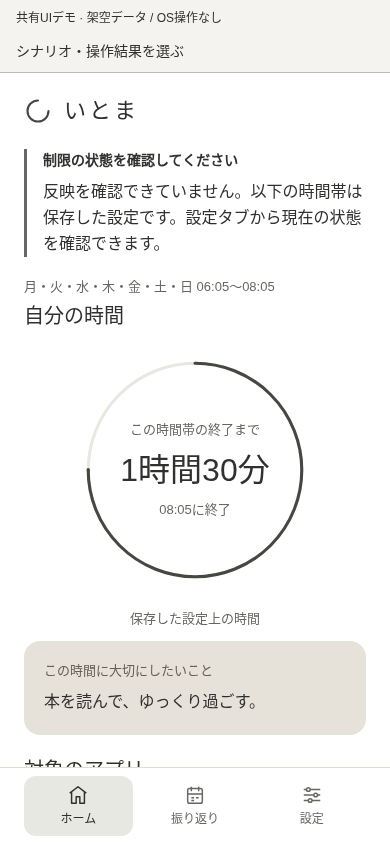 共有UIデモ · 架空データ / OS操作なし
シナリオ・操作結果を選ぶ
いとま
制限の状態を確認してください
反映を確認できていません。以下の時間帯は
保存した設定です。設定タブから現在の状態
を確認できます。
月・火・水・木・金・土・日 06:05〜08:05
自分の時間
この時間帯の終了まで
1時間30分
08:05に終了
保存した設定上の時間
この時間に大切にしたいこと
本を読んで、ゆっくり過ごす。
対象のアプリ
ホーム
振り返り
設定